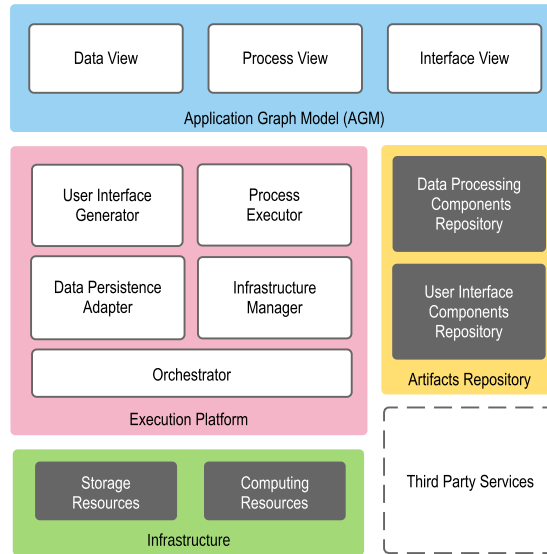 Data View
Process View
Interface View
Application Graph Model (AGM)
User Interface
Generator
Process
Executor
Data Persistence
Adapter
Infrastructure
Manager
Orchestrator
Execution Platform
Data Processing
Components
Repository
User Interface
Components
Repository
Artifacts Repository
Storage
Resources
Computing
Resources
Infrastructure
Third Party Services